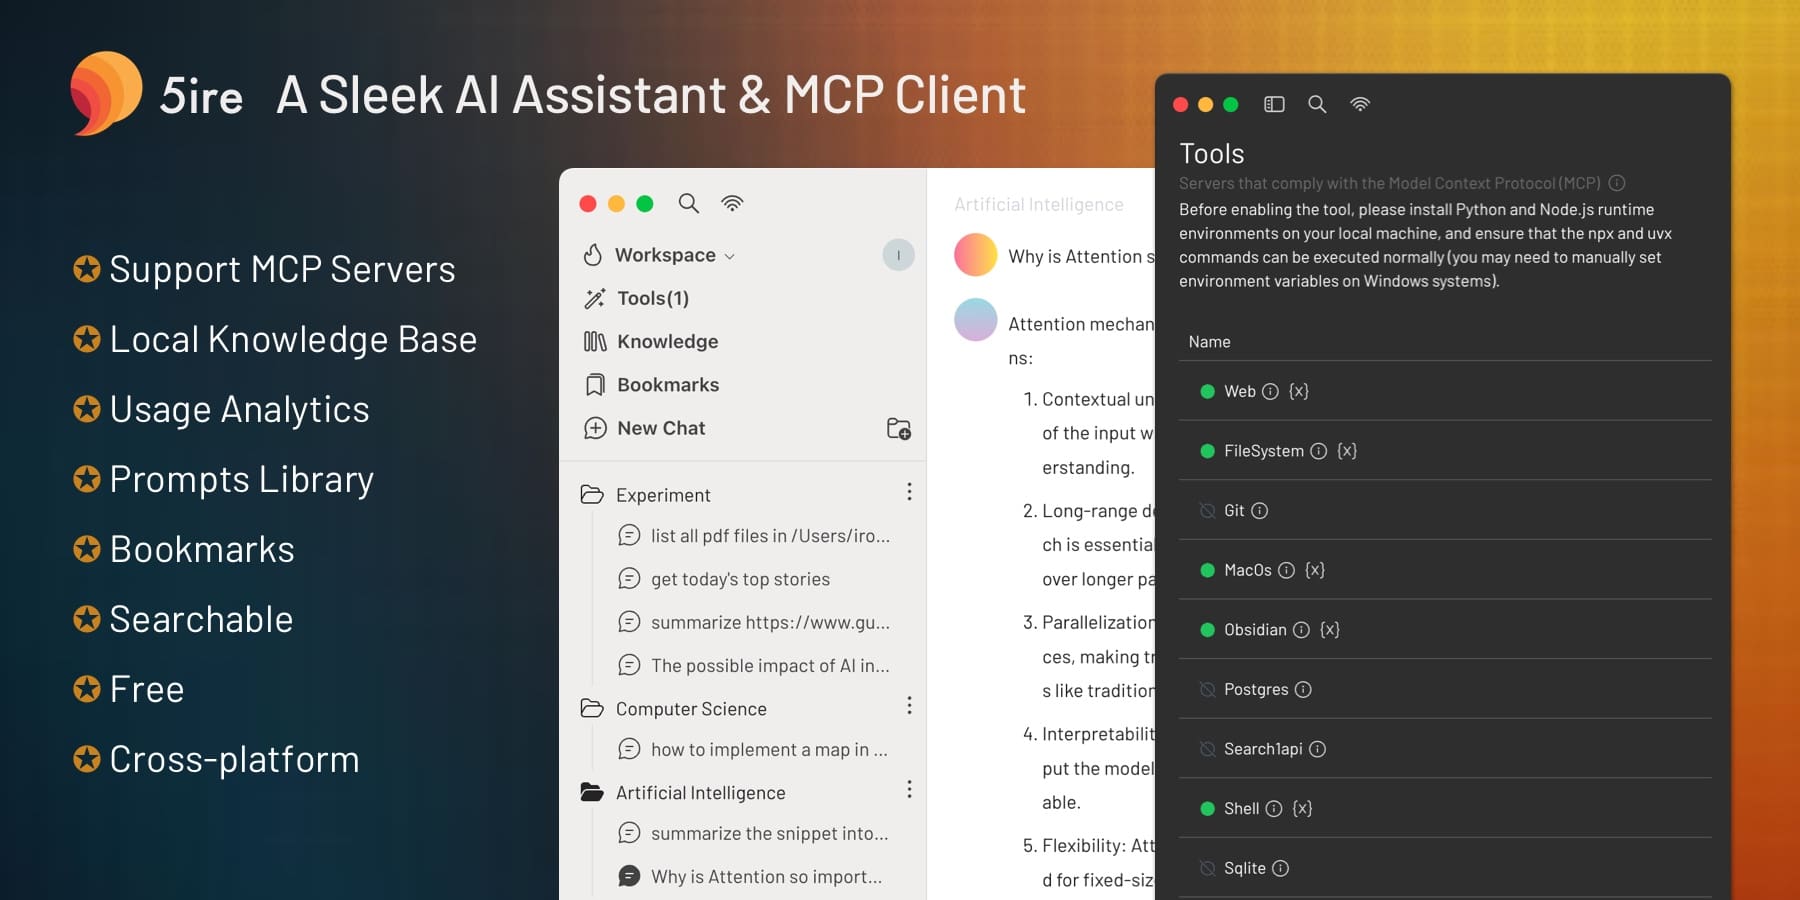 5ire A Sleek AI Assistant & MCP Client
Support MCP Servers
Local Knowledge Base
Usage Analytics
Prompts Library
Bookmarks
Searchable
Free
Cross-platform
Workspace
I
Tools(1)
Knowledge
Bookmarks
New Chat
Experiment
list all pdf files in /Users/iro...
get today's top stories
summarize https://www.gu...
The possible impact of AI in...
Computer Science
how to implement a map in ...
Artificial Intelligence
summarize the snippet into...
Why is Attention so import...
Artificial Intelligence
Why is Attention s
Attention mechan
ns:
1. Contextual un
of the input w
erstanding.
2. Long-range de
ch is essential
over longer pa
3. Parallelization
ces, making tr
s like tradition
4. Interpretabilit
put the model
able.
5. Flexibility: Att
d for fixed-siz
Tools
Servers that comply with the Model Context Protocol (MCP)
Before enabling the tool, please install Python and Node.js runtime
environments on your local machine, and ensure that the npx and uvx
commands can be executed normally (you may need to manually set
environment variables on Windows systems).
Name
Web {x}
FileSystem {x}
Git
MacOs {x}
Obsidian {x}
Postgres
Search1api
Shell {x}
Sqlite